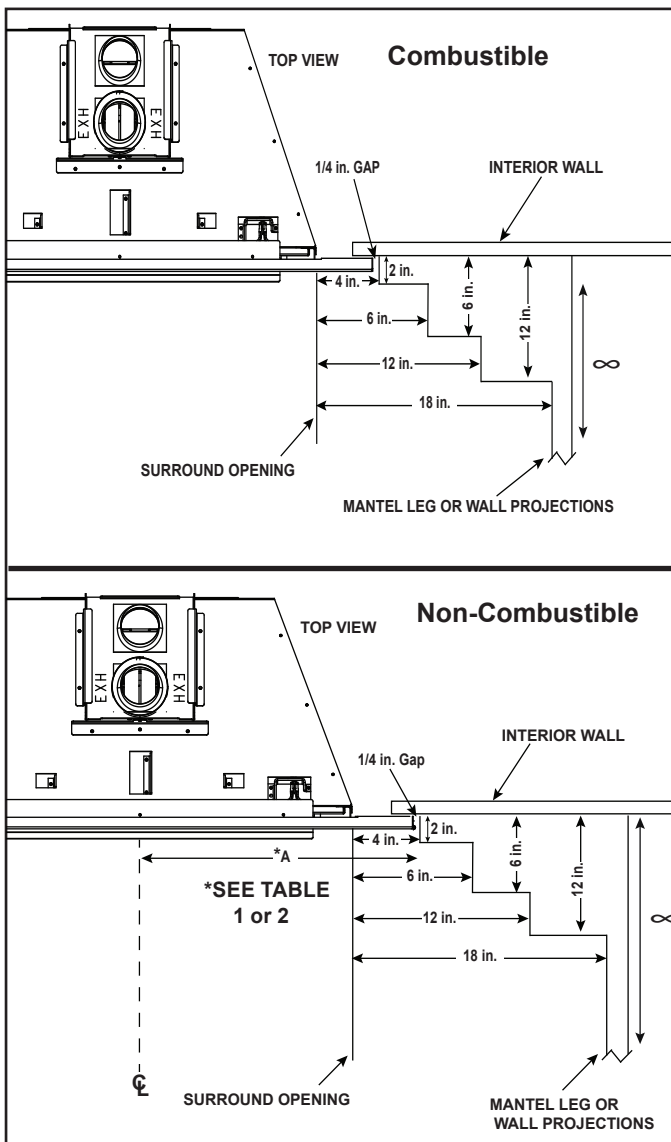 TOP VIEW
Combustible
EXH
EXH
1/4 in. GAP
INTERIOR WALL
2 in.
4 in.
6 in.
6 in.
12 in.
12 in.
∞
18 in.
SURROUND OPENING
MANTEL LEG OR WALL PROJECTIONS
Non-Combustible
TOP VIEW
EXH
EXH
INTERIOR WALL
1/4 in. Gap
2 in.
4 in.
6 in.
*A
*SEE TABLE
1 or 2
6 in.
12 in.
12 in.
∞
18 in.
℄
SURROUND OPENING
MANTEL LEG OR
WALL PROJECTIONS